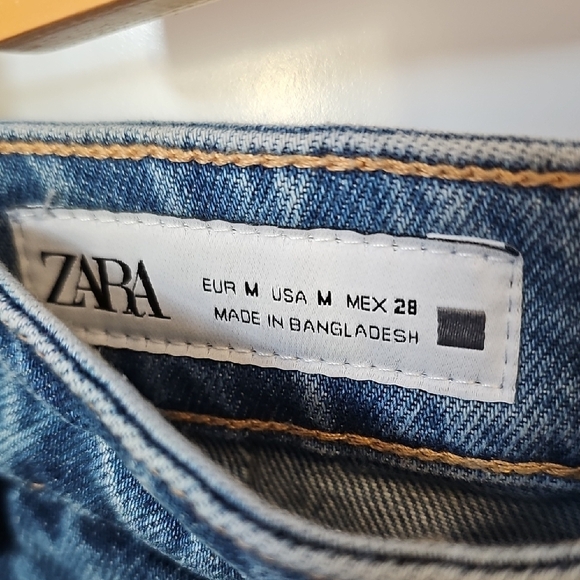 ZARA
EUR M USA M MEX 28
MADE IN BANGLADESH